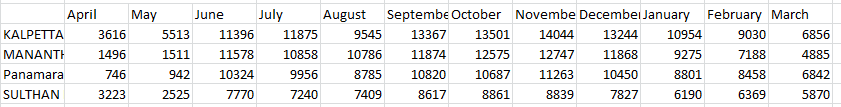 April May June July August Septembe October Novembe December January February March
KALPETTA 3616 5513 11396 11875 9545 13367 13501 14044 13244 10954 9030 6856
MANANTH 1496 1511 11578 10858 10786 11874 12575 12747 11868 9275 7188 4885
Panamara 746 942 10324 9956 8785 10820 10687 11263 10450 8801 8458 6842
SULTHAN 3223 2525 7770 7240 7409 8617 8861 8839 7827 6190 6369 5870